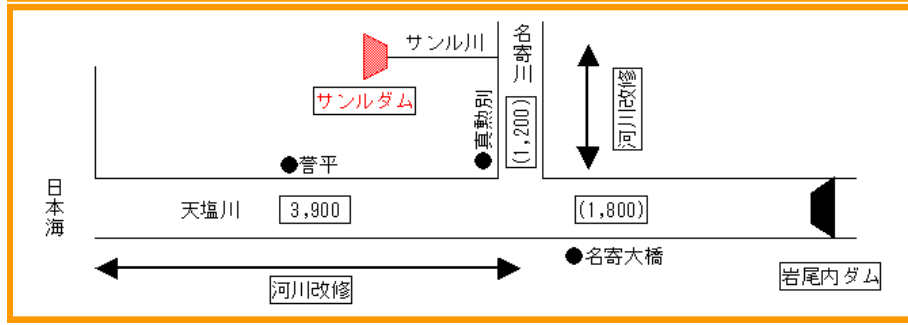 サンル川
サンルダム
名寄川
(1,200)
真勲別
河川改修
誉平
日本海
天塩川
3,900
(1,800)
名寄大橋
岩尾内ダム
河川改修